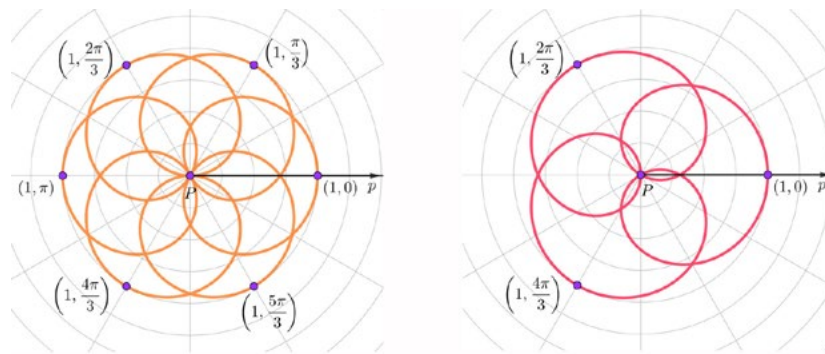 (1, 2π/3)
(1, π/3)
(1, π)
P
(1, 0)
p
(1, 4π/3)
(1, 5π/3)
(1, 2π/3)
P
(1, 0)
p
(1, 4π/3)